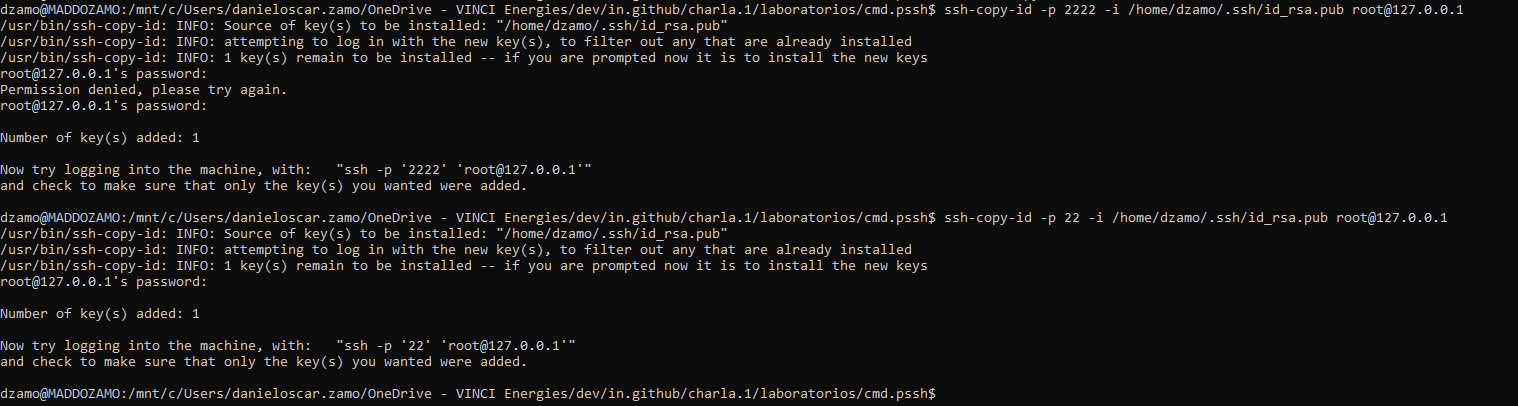 dzamo@MADDOZAMO:/mnt/c/Users/danieloscar.zamo/OneDrive - VINCI Energies/dev/in.github/charla.1/laboratorios/cmd.pssh$ ssh-copy-id -p 2222 -i /home/dzamo/.ssh/id_rsa.pub root@127.0.0.1
/usr/bin/ssh-copy-id: INFO: Source of key(s) to be installed: "/home/dzamo/.ssh/id_rsa.pub"
/usr/bin/ssh-copy-id: INFO: attempting to log in with the new key(s), to filter out any that are already installed
/usr/bin/ssh-copy-id: INFO: 1 key(s) remain to be installed -- if you are prompted now it is to install the new keys
root@127.0.0.1's password:
Permission denied, please try again.
root@127.0.0.1's password:
Number of key(s) added: 1
Now try logging into the machine, with:   "ssh -p '2222' 'root@127.0.0.1'"
and check to make sure that only the key(s) you wanted were added.
dzamo@MADDOZAMO:/mnt/c/Users/danieloscar.zamo/OneDrive - VINCI Energies/dev/in.github/charla.1/laboratorios/cmd.pssh$ ssh-copy-id -p 22 -i /home/dzamo/.ssh/id_rsa.pub root@127.0.0.1
/usr/bin/ssh-copy-id: INFO: Source of key(s) to be installed: "/home/dzamo/.ssh/id_rsa.pub"
/usr/bin/ssh-copy-id: INFO: attempting to log in with the new key(s), to filter out any that are already installed
/usr/bin/ssh-copy-id: INFO: 1 key(s) remain to be installed -- if you are prompted now it is to install the new keys
root@127.0.0.1's password:
Number of key(s) added: 1
Now try logging into the machine, with:   "ssh -p '22' 'root@127.0.0.1'"
and check to make sure that only the key(s) you wanted were added.
dzamo@MADDOZAMO:/mnt/c/Users/danieloscar.zamo/OneDrive - VINCI Energies/dev/in.github/charla.1/laboratorios/cmd.pssh$